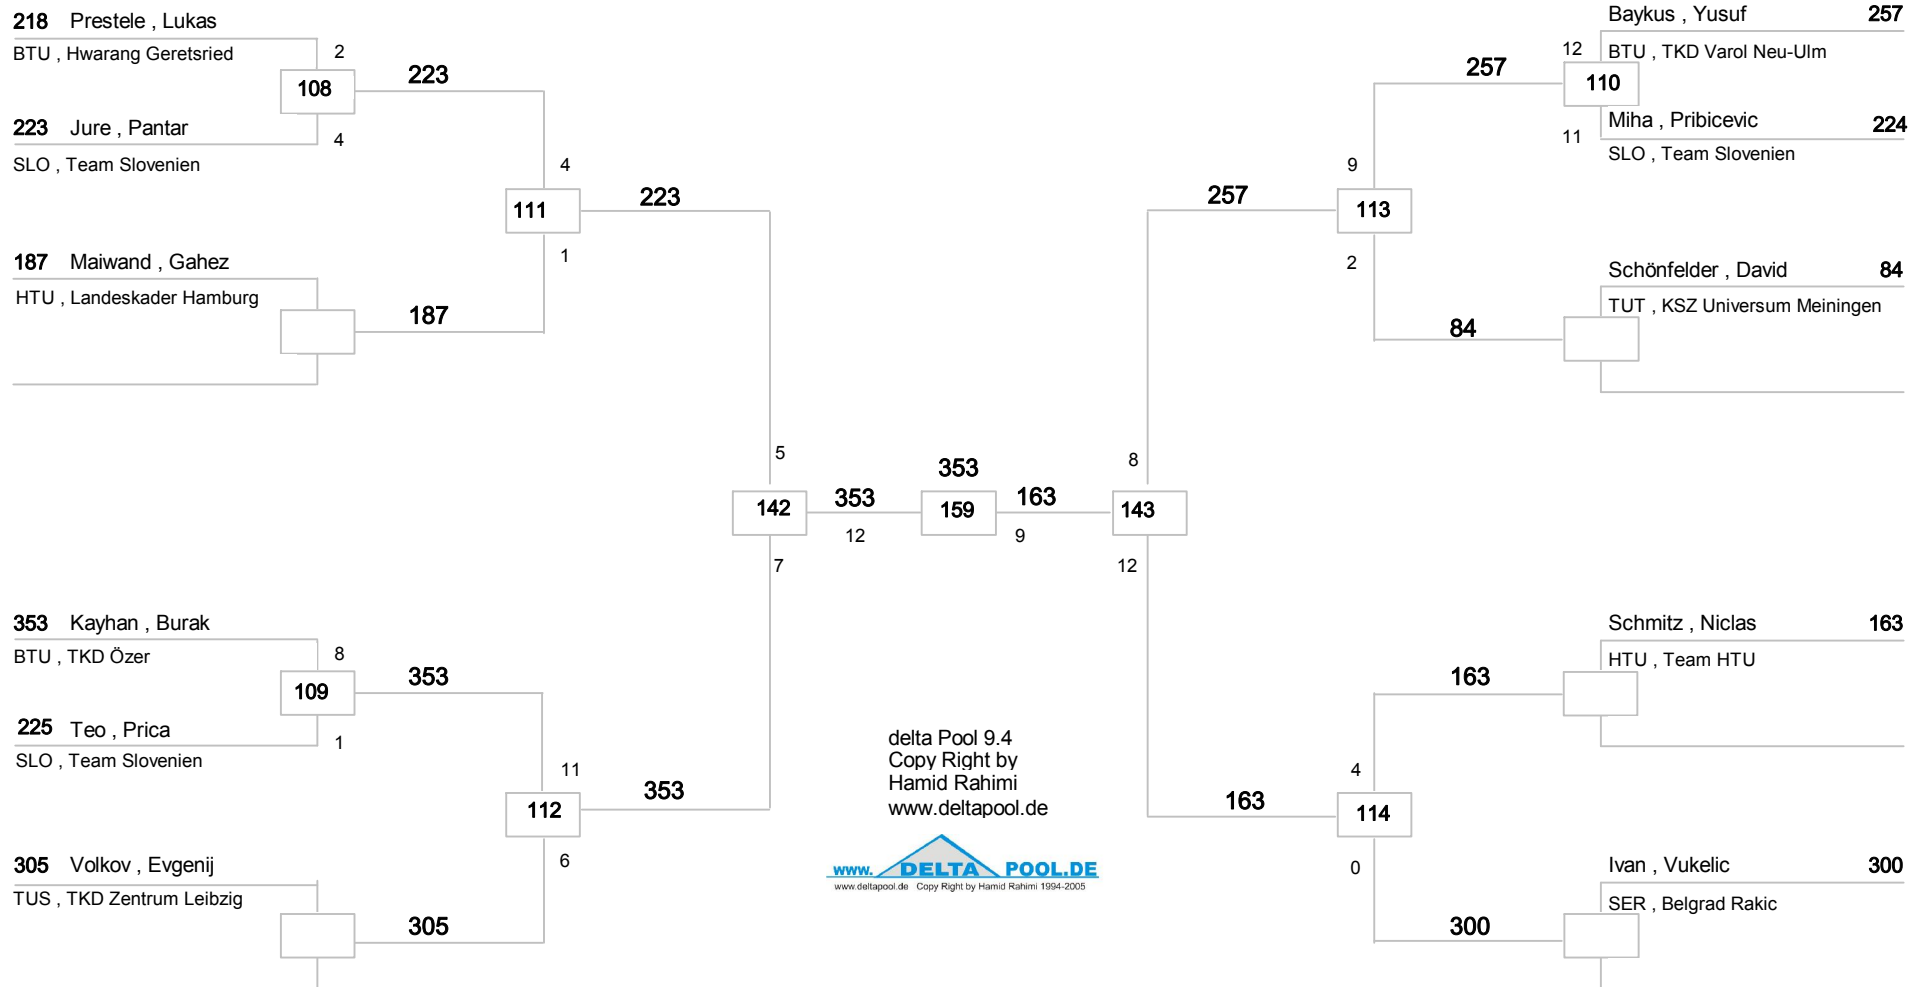 218 Prestele , Lukas
BTU , Hwarang Geretsried
2
108
223
223 Jure , Pantar
4
SLO , Team Slovenien
4
111
223
1
187 Maiwand , Gahez
HTU , Landeskader Hamburg
187
5
142
353
12
7
353
159
163
9
353 Kayhan , Burak
BTU , TKD Özer
8
109
353
225 Teo , Prica
1
SLO , Team Slovenien
11
112
353
6
305 Volkov , Evgenij
TUS , TKD Zentrum Leibzig
305
delta Pool 9.4
Copy Right by
Hamid Rahimi
www.deltapool.de
www. DELTA POOL.DE
www.deltapool.de Copy Right by Hamid Rahimi 1994-2005
Baykus , Yusuf 257
12
BTU , TKD Varol Neu-Ulm
257
110
Miha , Pribicevic 224
11
SLO , Team Slovenien
9
257
113
2
Schönfelder , David 84
TUT , KSZ Universum Meiningen
84
8
143
12
Schmitz , Niclas 163
HTU , Team HTU
163
4
163
114
0
Ivan , Vukelic 300
SER , Belgrad Rakic
300